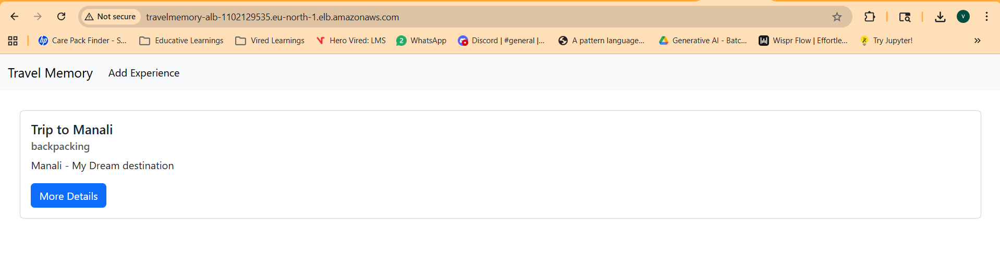 Not secure travelmemory-alb-1102129535.eu-north-1.elb.amazonaws.com V
hp Care Pack Finder - S... Educative Learnings Vired Learnings Hero Vired: LMS 2 WhatsApp Discord | #general |... A pattern language... Generative AI - Batc... Wispr Flow | Effortle... Try Jupyter! »
Travel Memory Add Experience
Trip to Manali
backpacking
Manali - My Dream destination
More Details